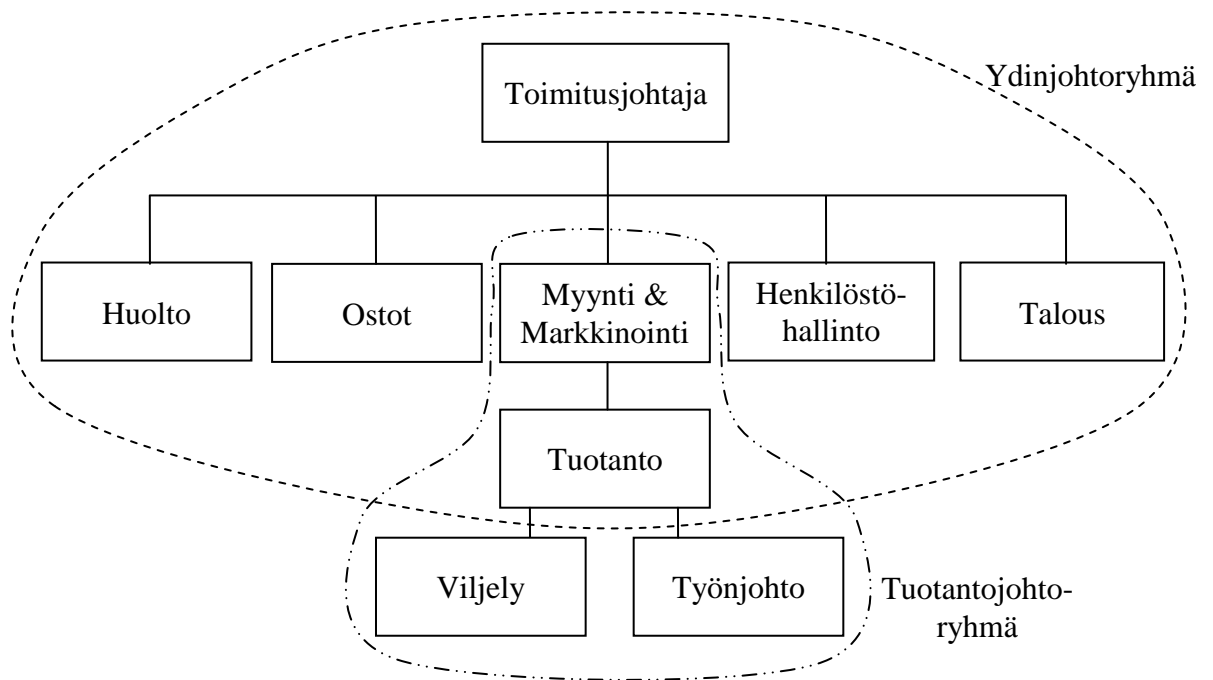 Toimitusjohtaja
Ydinjohtoryhmä
Huolto
Ostot
Myynti &
Markkinointi
Henkilöstö-
hallinto
Talous
Tuotanto
Viljely
Työnjohto
Tuotantojohto-
ryhmä